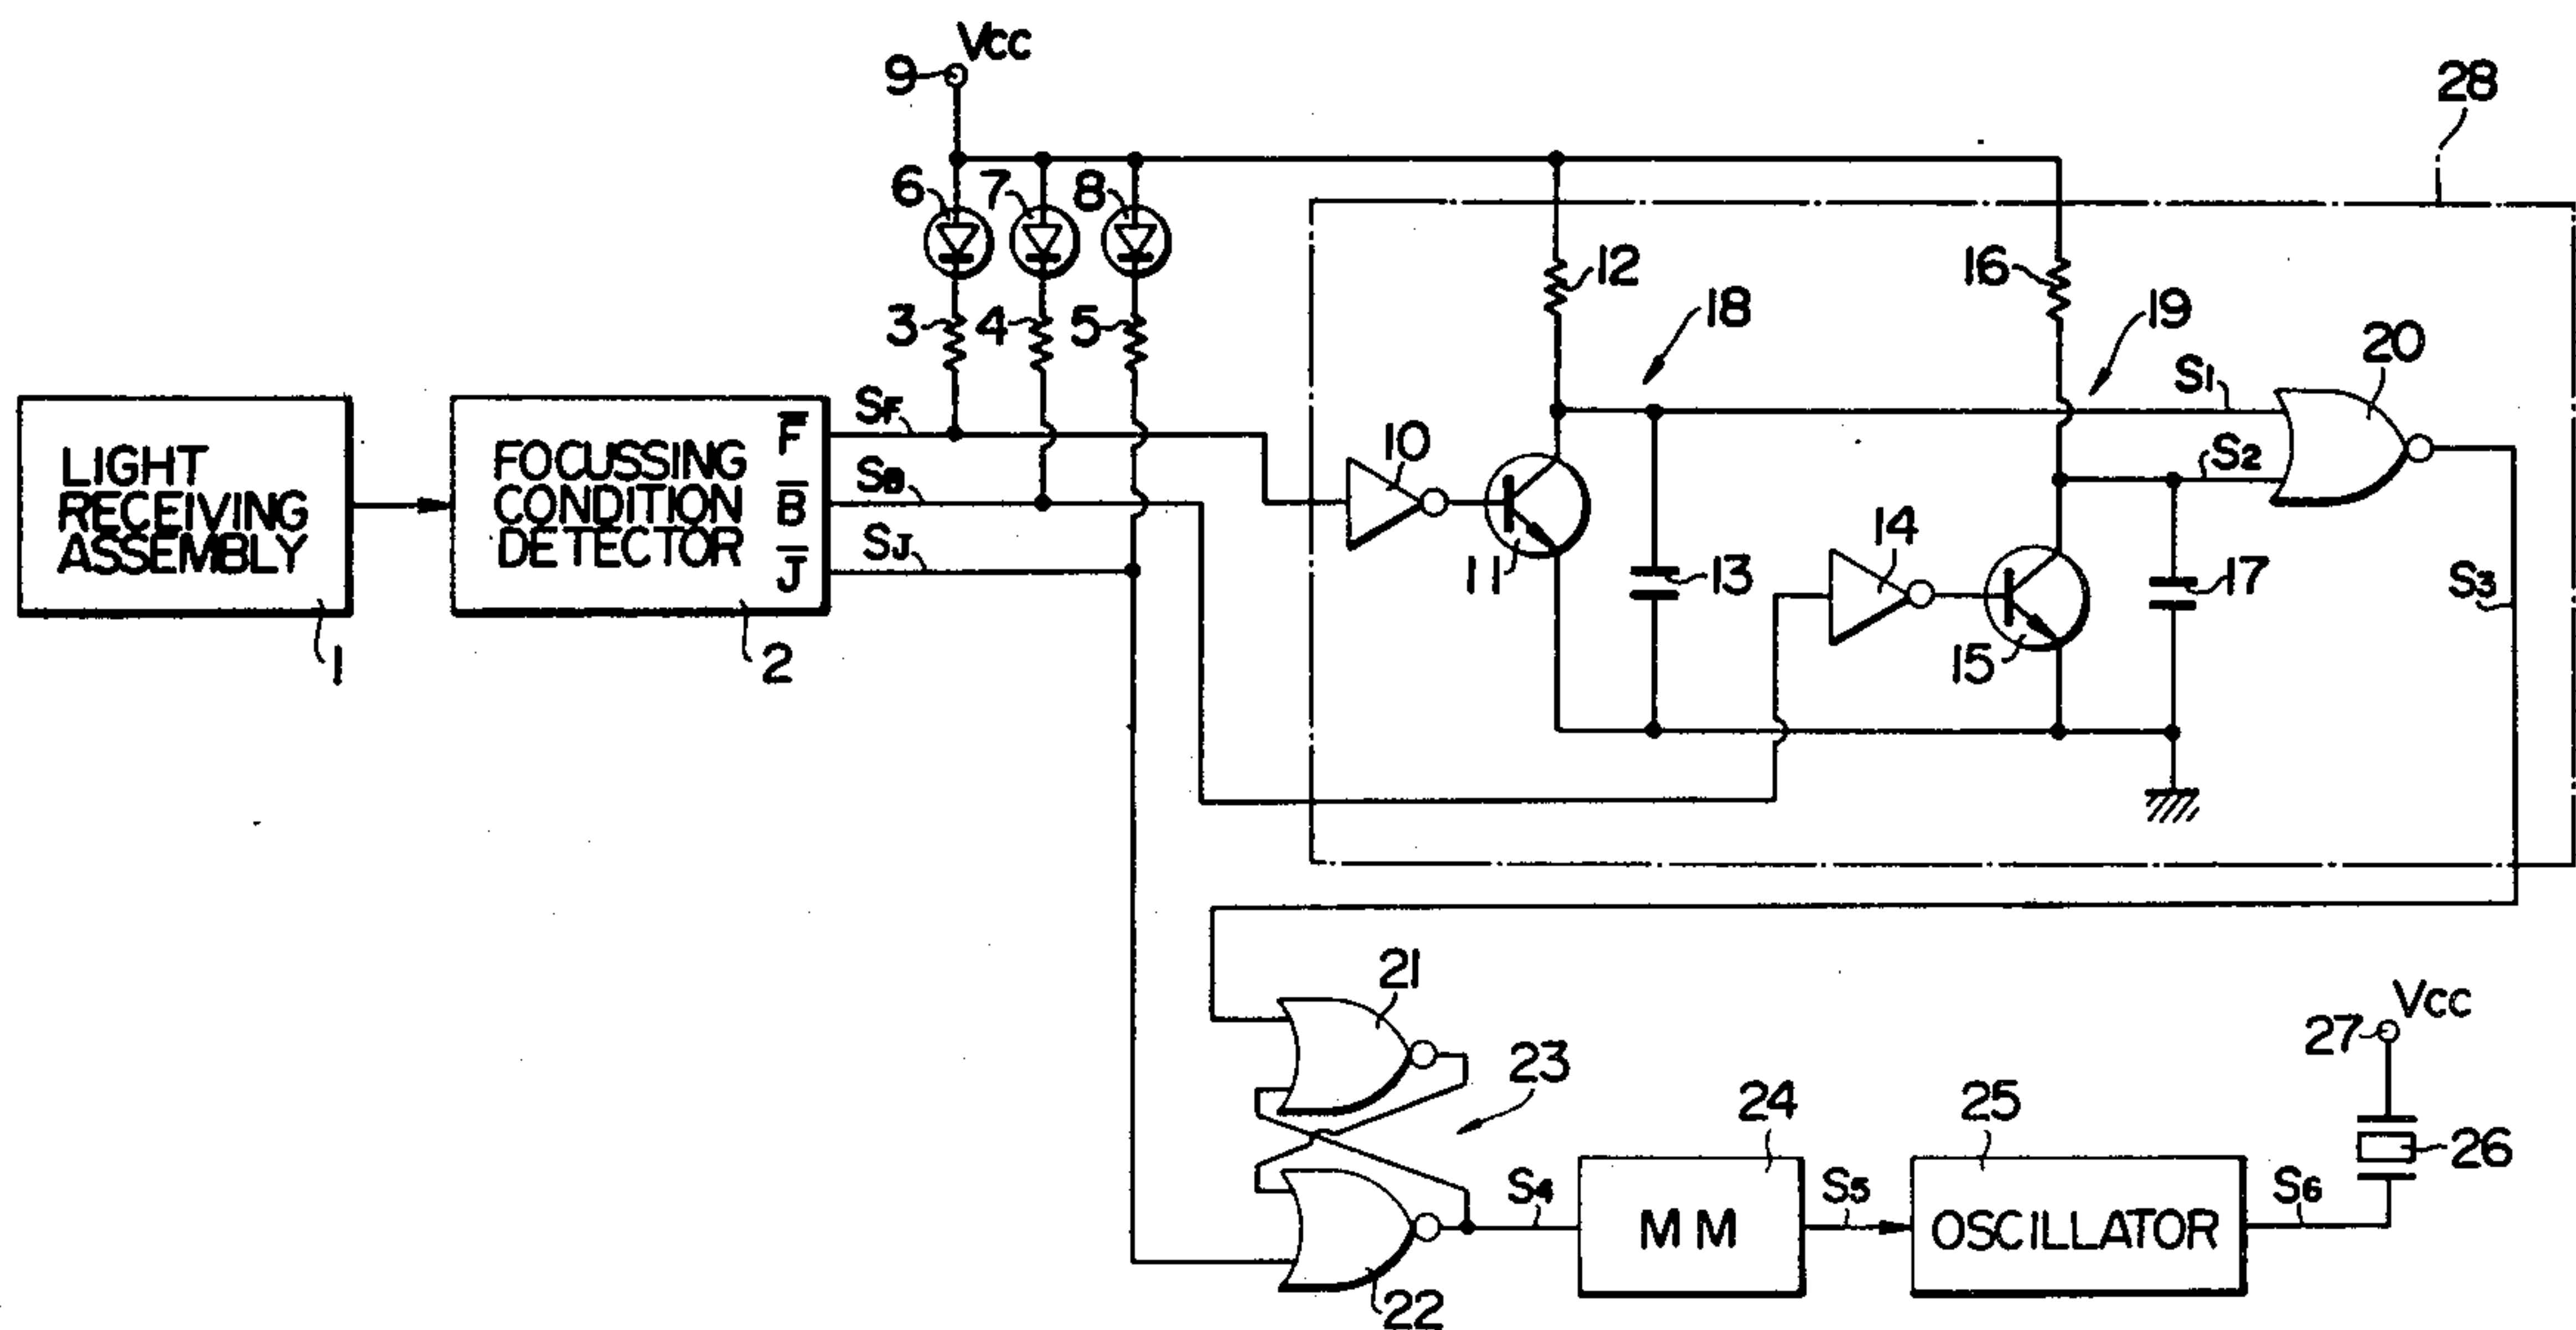 Vcc
9
28
6
7
8
12
16
18
19
3
4
5
20
S1
SF
10
LIGHT
RECEIVING
ASSEMBLY
FOCUSSING
CONDITION
DETECTOR
F̅
B̅
J̅
SB
S2
SJ
14
11
13
17
S3
1
2
15
21
Vcc
27
23
24
25
26
S4
MM
S5
OSCILLATOR
S6
22